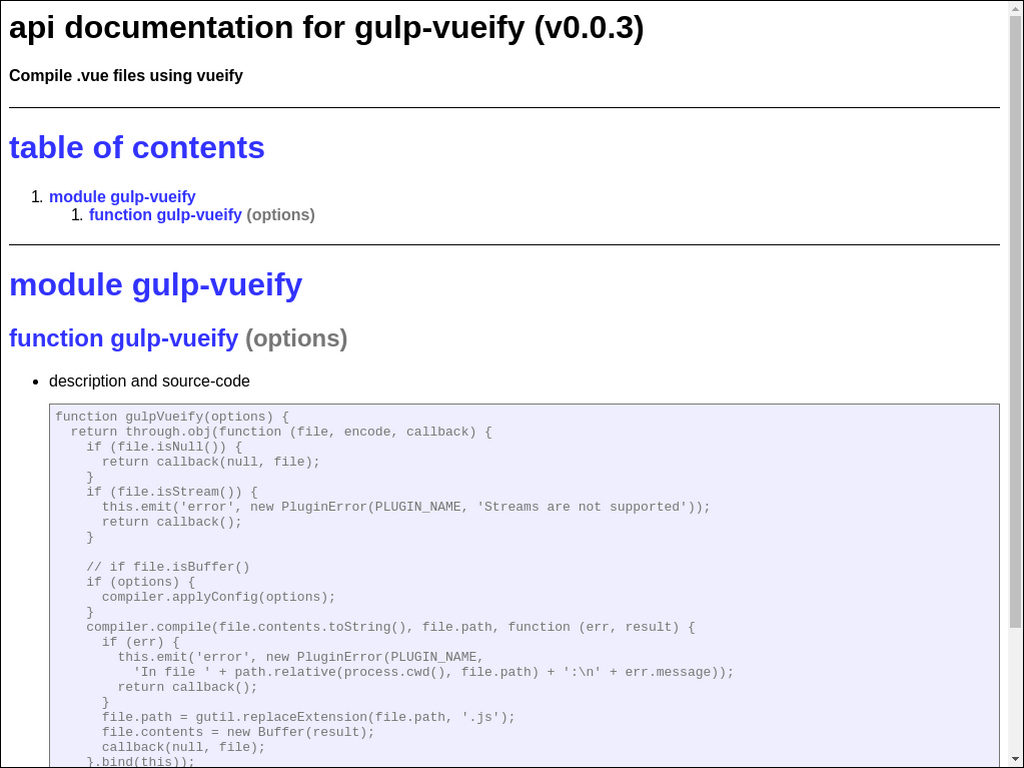 api documentation for gulp-vueify (v0.0.3)
Compile .vue files using vueify
table of contents
1. module gulp-vueify
1. function gulp-vueify (options)
module gulp-vueify
function gulp-vueify (options)
• description and source-code
function gulpVueify(options) {
  return through.obj(function (file, encode, callback) {
    if (file.isNull()) {
      return callback(null, file);
    }
    if (file.isStream()) {
      this.emit('error', new PluginError(PLUGIN_NAME, 'Streams are not supported'));
      return callback();
    }

    // if file.isBuffer()
    if (options) {
      compiler.applyConfig(options);
    }
    compiler.compile(file.contents.toString(), file.path, function (err, result) {
      if (err) {
        this.emit('error', new PluginError(PLUGIN_NAME,
          'In file ' + path.relative(process.cwd(), file.path) + ':\n' + err.message));
        return callback();
      }
      file.path = gutil.replaceExtension(file.path, '.js');
      file.contents = new Buffer(result);
      callback(null, file);
    }.bind(this));